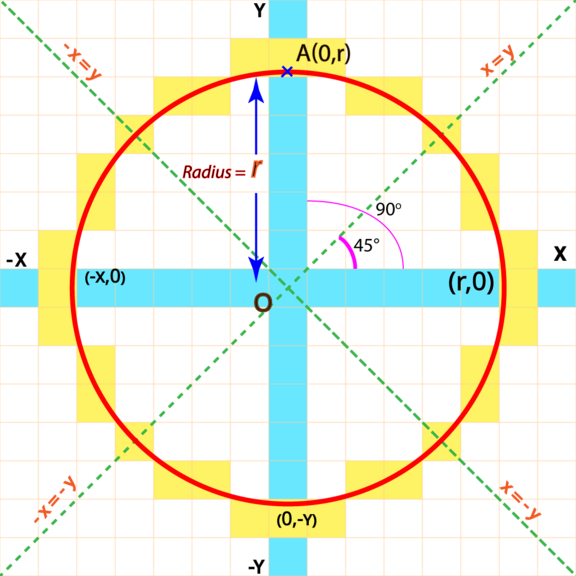 Y
A(0,r)
-x=y
x=y
Radius = r
90°
45°
-X
X
(-X,0)
(r,0)
O
-x=-y
x=-y
(0,-Y)
-Y